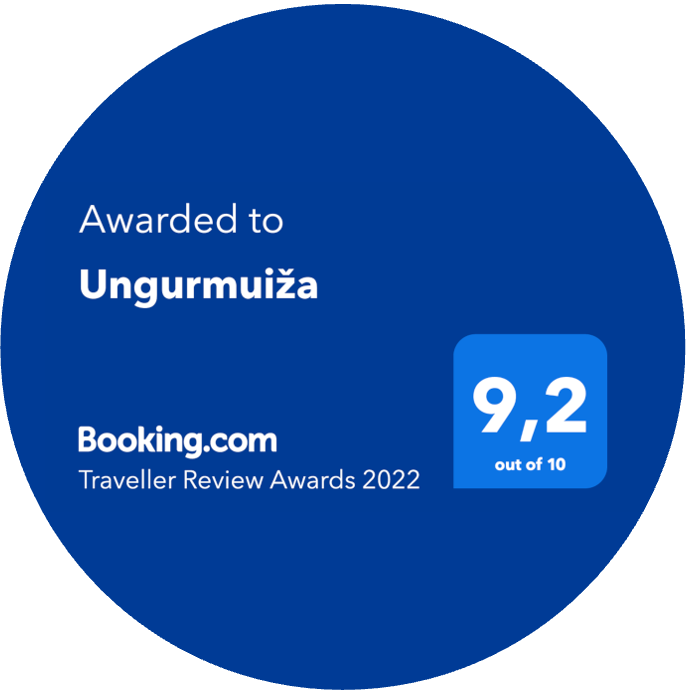 Awarded to
Ungurmuiža
9,2
out of 10
Booking.com
Traveller Review Awards 2022